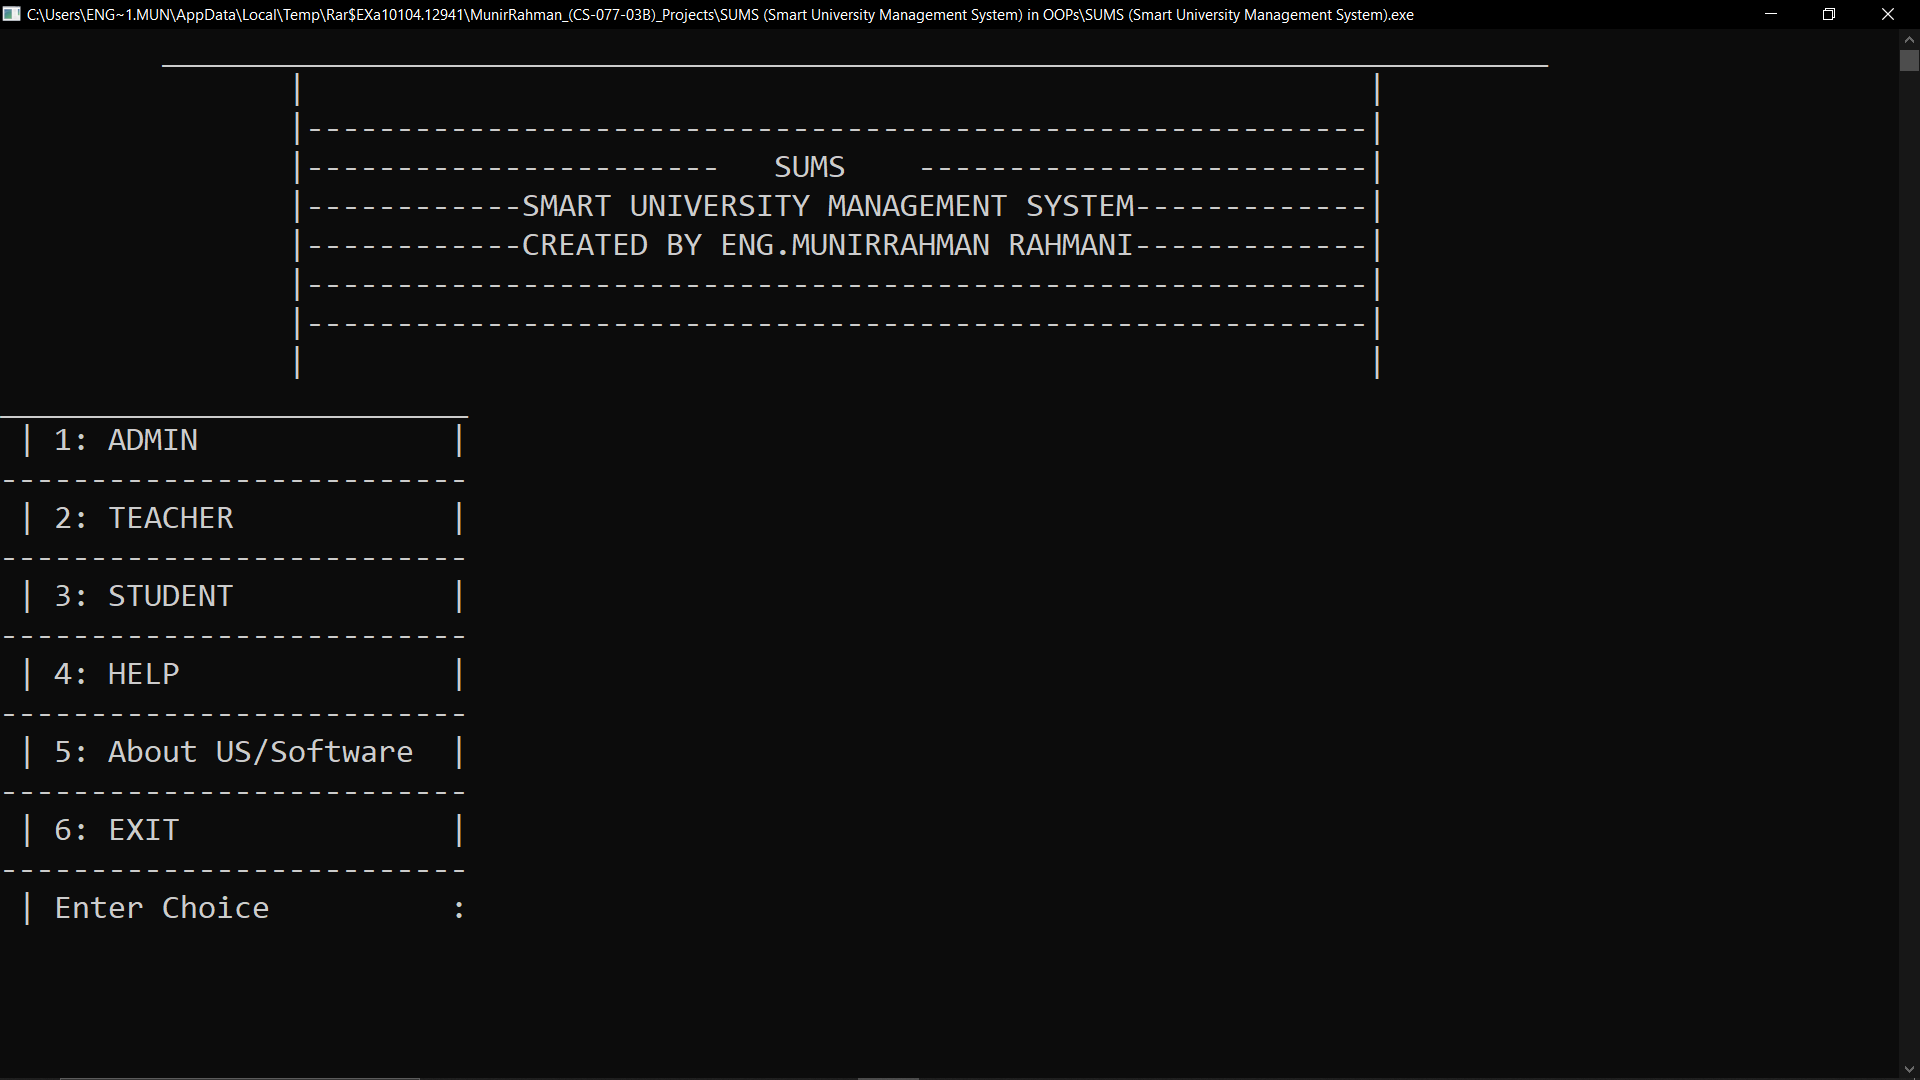 C:\Users\ENG~1.MUN\AppData\Local\Temp\Rar$EXa10104.12941\MunirRahman_(CS-077-03B)_Projects\SUMS (Smart University Management System) in OOPs\SUMS (Smart University Management System).exe
SUMS
SMART UNIVERSITY MANAGEMENT SYSTEM
CREATED BY ENG.MUNIRRAHMAN RAHMANI
1: ADMIN
2: TEACHER
3: STUDENT
4: HELP
5: About US/Software
6: EXIT
Enter Choice :